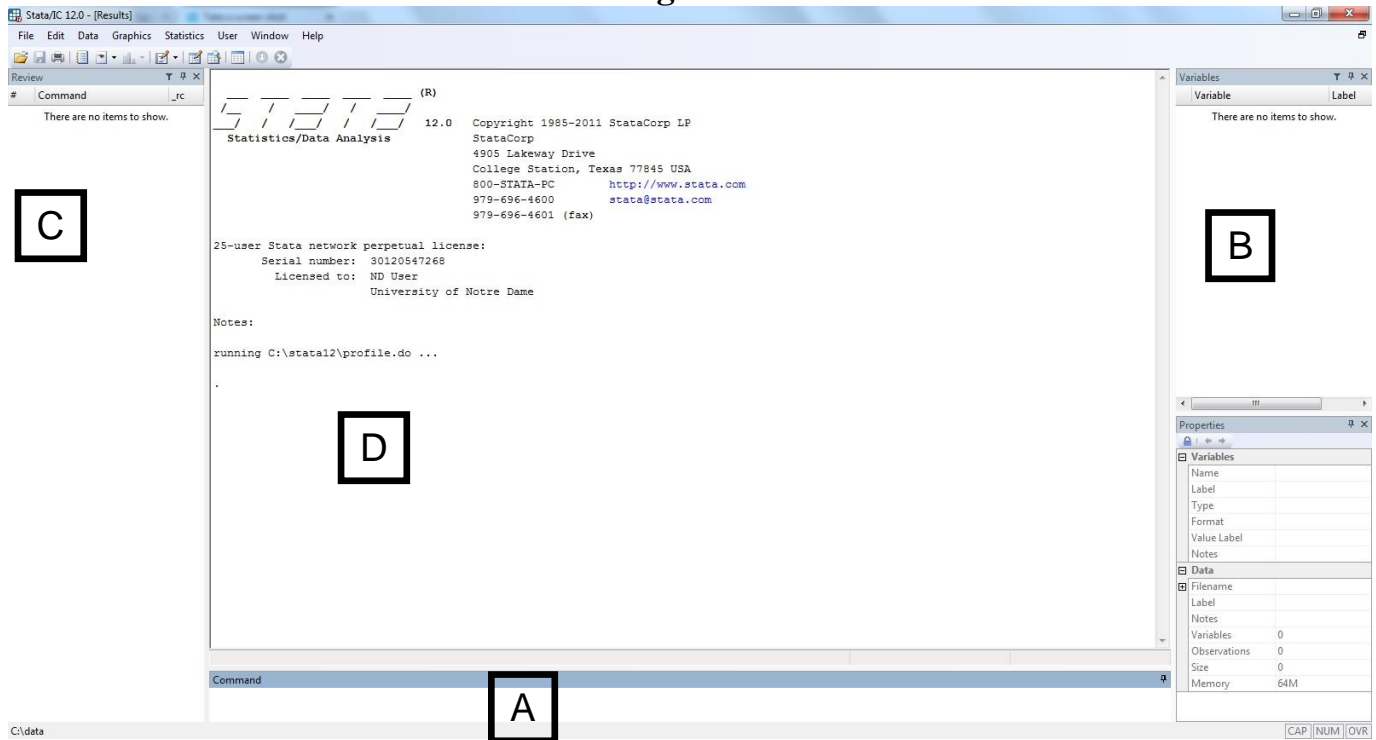 Stata/IC 12.0 - [Results]
File Edit Data Graphics Statistics User Window Help
Review
# Command _rc
There are no items to show.
C
(R)
stata
12.0 Copyright 1985-2011 StataCorp LP
Statistics/Data Analysis StataCorp
4905 Lakeway Drive
College Station, Texas 77845 USA
800-STATA-PC http://www.stata.com
979-696-4600 stata@stata.com
979-696-4601 (fax)
25-user Stata network perpetual license:
Serial number: 30120547268
Licensed to: ND User
University of Notre Dame
Notes:
running C:\stata12\profile.do ...
.
D
Command
A
Variables
Variable Label
There are no items to show.
B
Properties
Variables
Name
Label
Type
Format
Value Label
Notes
Data
Filename
Label
Notes
Variables 0
Observations 0
Size 0
Memory 64M
C:\data
CAP NUM OVR